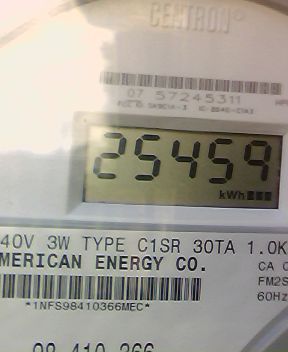 CENTRON®
07 57245311
25459
kWh
40V 3W TYPE C1SR 30TA 1.0K
MERICAN ENERGY CO.
CA
FM2S
60Hz
*1NFS98410366MEC*
09 410 366